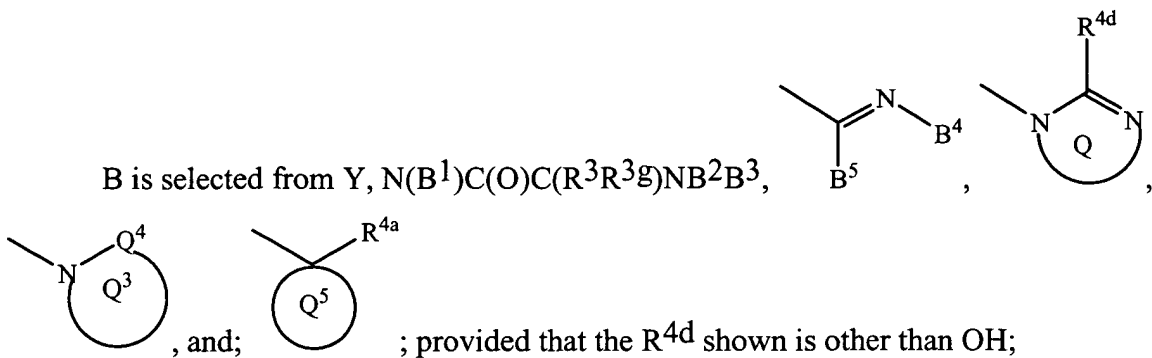 R4d
N
B4
B5
N
N
Q
B is selected from Y, N(B1)C(O)C(R3R3g)NB2B3, , ,
Q4
N
Q3
R4a
Q5
, and; ; provided that the R4d shown is other than OH;